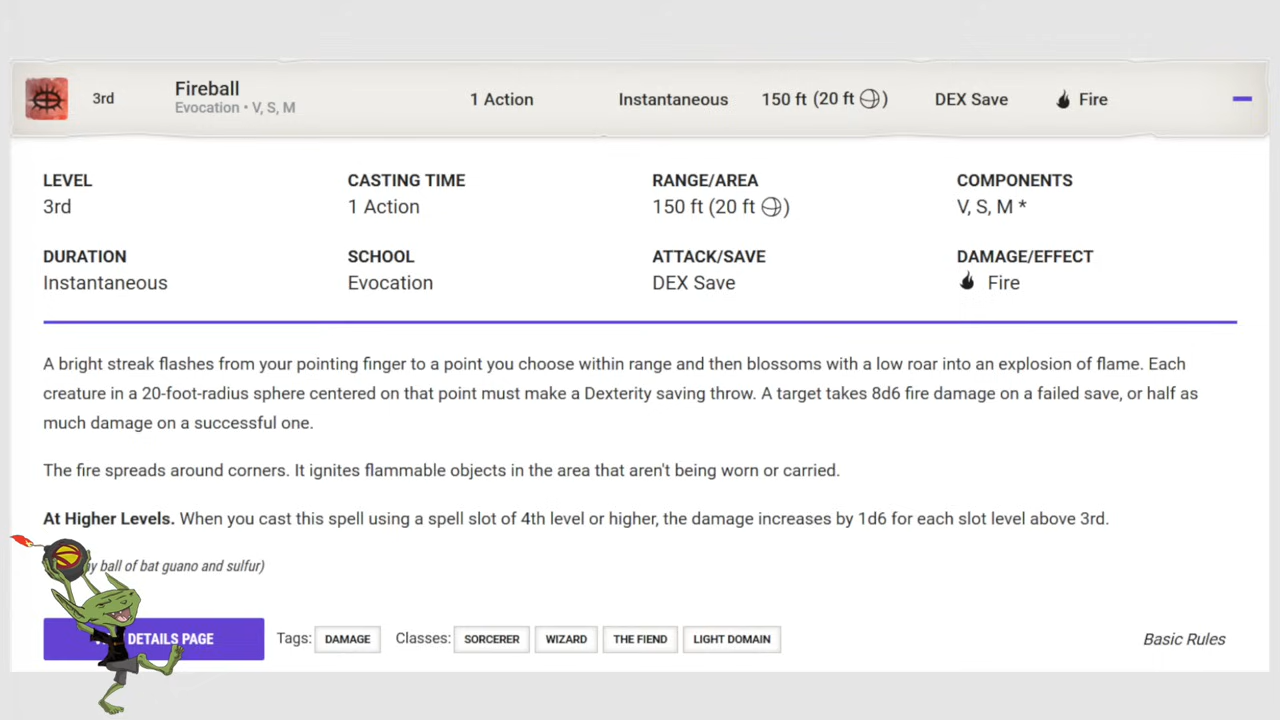 3rd Fireball 1 Action Instantaneous 150 ft (20 ft ) DEX Save Fire
Evocation • V, S, M
LEVEL CASTING TIME RANGE/AREA COMPONENTS
3rd 1 Action 150 ft (20 ft ) V, S, M *
DURATION SCHOOL ATTACK/SAVE DAMAGE/EFFECT
Instantaneous Evocation DEX Save Fire
A bright streak flashes from your pointing finger to a point you choose within range and then blossoms with a low roar into an explosion of flame. Each
creature in a 20-foot-radius sphere centered on that point must make a Dexterity saving throw. A target takes 8d6 fire damage on a failed save, or half as
much damage on a successful one.
The fire spreads around corners. It ignites flammable objects in the area that aren't being worn or carried.
At Higher Levels. When you cast this spell using a spell slot of 4th level or higher, the damage increases by 1d6 for each slot level above 3rd.
ball of bat guano and sulfur)
DETAILS PAGE Tags: DAMAGE Classes: SORCERER WIZARD THE FIEND LIGHT DOMAIN Basic Rules